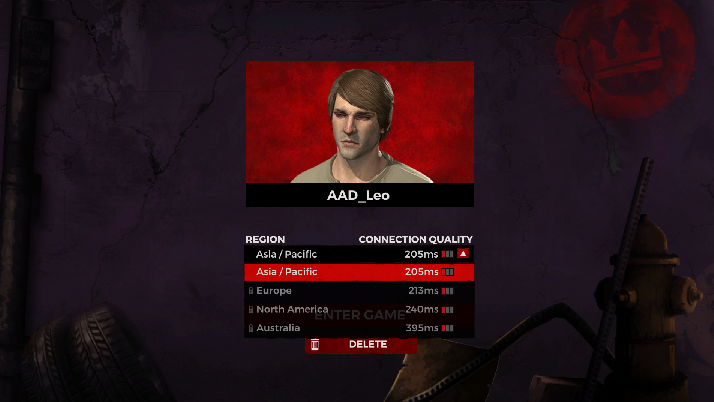 AAD_Leo
REGION CONNECTION QUALITY
Asia / Pacific 205ms
Asia / Pacific 205ms
Europe 213ms
North America 240ms
ENTER GAME
Australia 395ms
DELETE